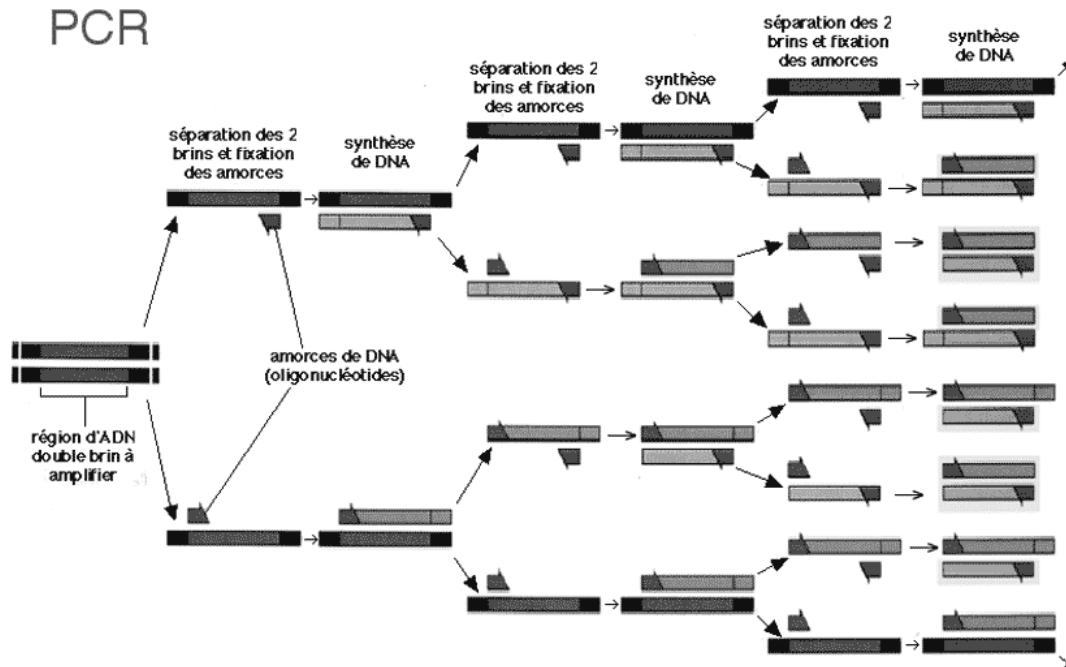 PCR
séparation des 2
brins et fixation
des amorces
synthèse
de DNA
séparation des 2
brins et fixation
des amorces
synthèse
de DNA
séparation des 2
brins et fixation
des amorces
synthèse
de DNA
amorces de DNA
(oligonucléotides)
région d'ADN
double brin à
amplifier